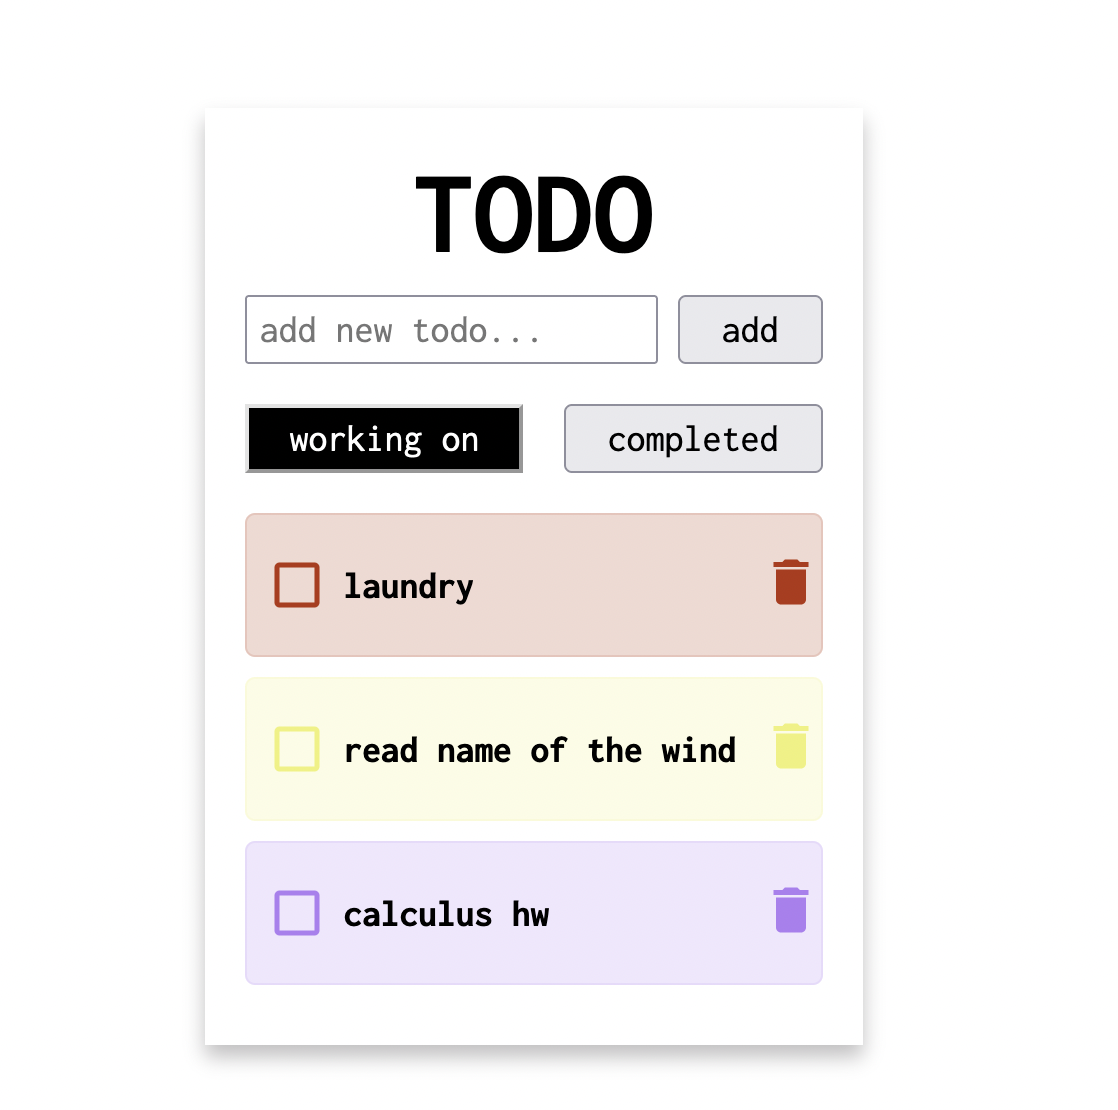 TODO
add new todo... add
working on completed
laundry
read name of the wind
calculus hw